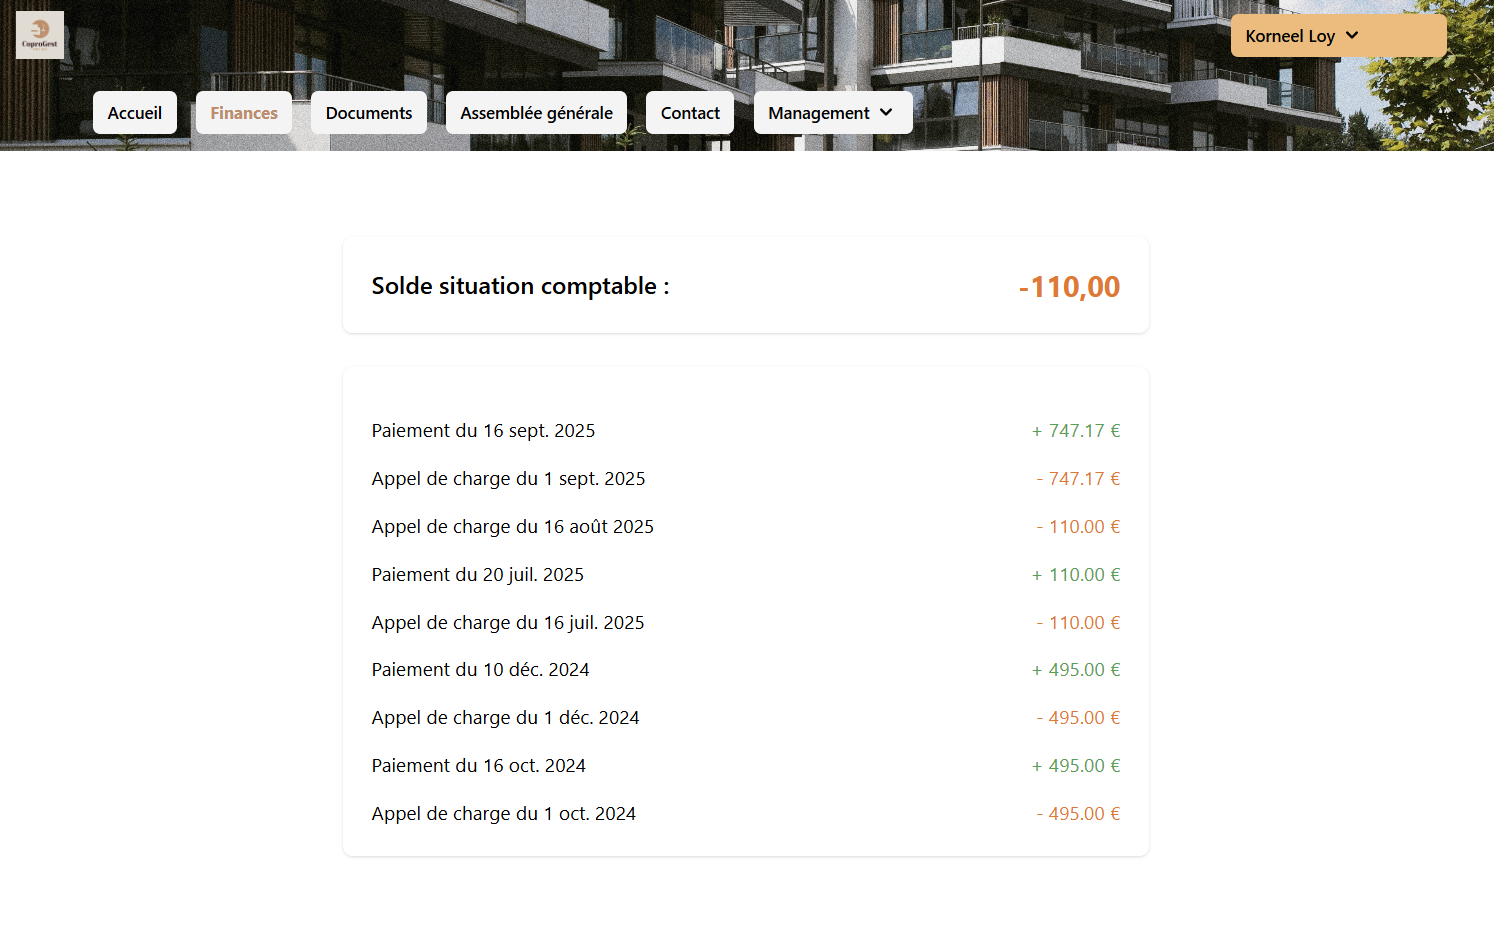 CoproGest
Korneel Loy
Accueil
Finances
Documents
Assemblée générale
Contact
Management
Solde situation comptable :
-110,00
Paiement du 16 sept. 2025
+ 747.17 €
Appel de charge du 1 sept. 2025
- 747.17 €
Appel de charge du 16 août 2025
- 110.00 €
Paiement du 20 juil. 2025
+ 110.00 €
Appel de charge du 16 juil. 2025
- 110.00 €
Paiement du 10 déc. 2024
+ 495.00 €
Appel de charge du 1 déc. 2024
- 495.00 €
Paiement du 16 oct. 2024
+ 495.00 €
Appel de charge du 1 oct. 2024
- 495.00 €